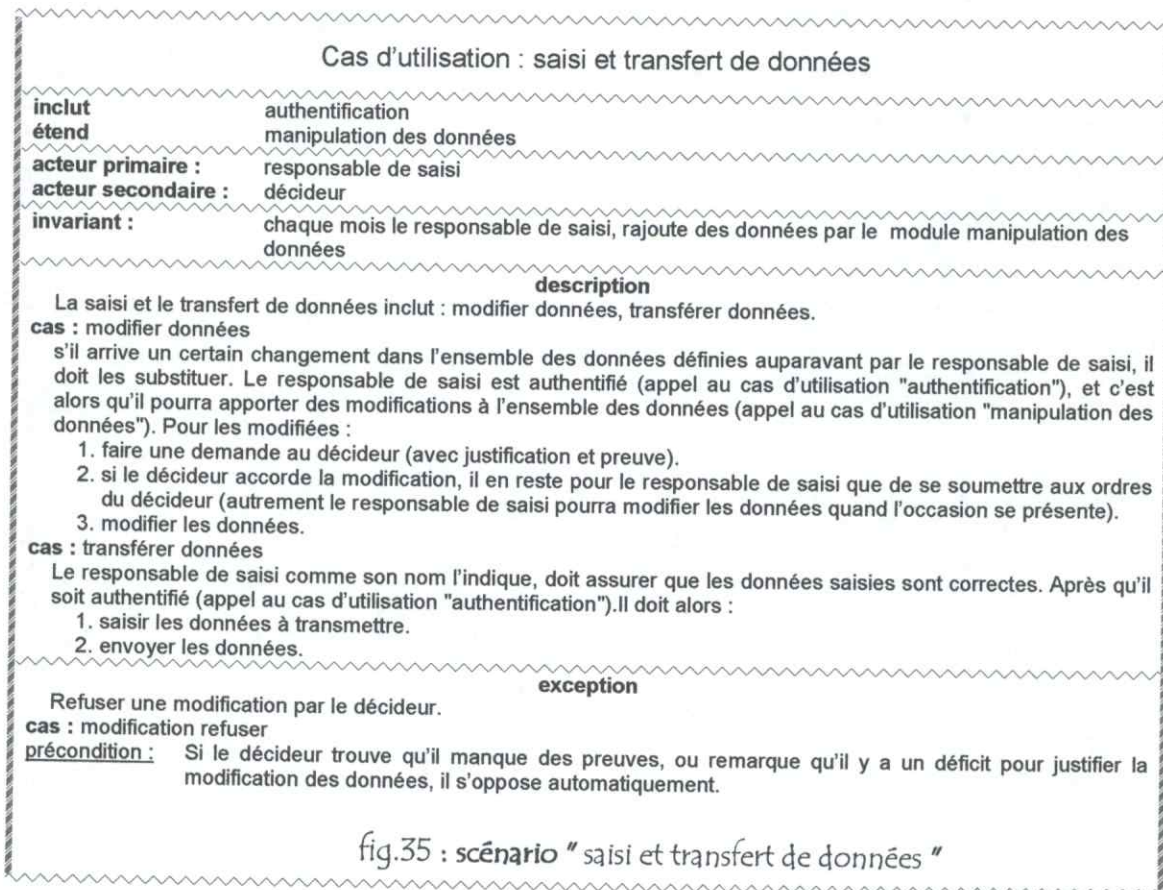 Cas d'utilisation : saisi et transfert de données
inclut authentification
étend manipulation des données
acteur primaire : responsable de saisi
acteur secondaire : décideur
invariant : chaque mois le responsable de saisi, rajoute des données par le module manipulation des
données
description
La saisi et le transfert de données inclut : modifier données, transférer données.
cas : modifier données
s'il arrive un certain changement dans l'ensemble des données définies auparavant par le responsable de saisi, il
doit les substituer. Le responsable de saisi est authentifié (appel au cas d'utilisation "authentification"), et c'est
alors qu'il pourra apporter des modifications à l'ensemble des données (appel au cas d'utilisation "manipulation des
données"). Pour les modifiées :
1. faire une demande au décideur (avec justification et preuve).
2. si le décideur accorde la modification, il en reste pour le responsable de saisi que de se soumettre aux ordres
du décideur (autrement le responsable de saisi pourra modifier les données quand l'occasion se présente).
3. modifier les données.
cas : transférer données
Le responsable de saisi comme son nom l'indique, doit assurer que les données saisies sont correctes. Après qu'il
soit authentifié (appel au cas d'utilisation "authentification").Il doit alors :
1. saisir les données à transmettre.
2. envoyer les données.
exception
Refuser une modification par le décideur.
cas : modification refuser
précondition : Si le décideur trouve qu'il manque des preuves, ou remarque qu'il y a un déficit pour justifier la
modification des données, il s'oppose automatiquement.
fig.35 : scénario " saisi et transfert de données "